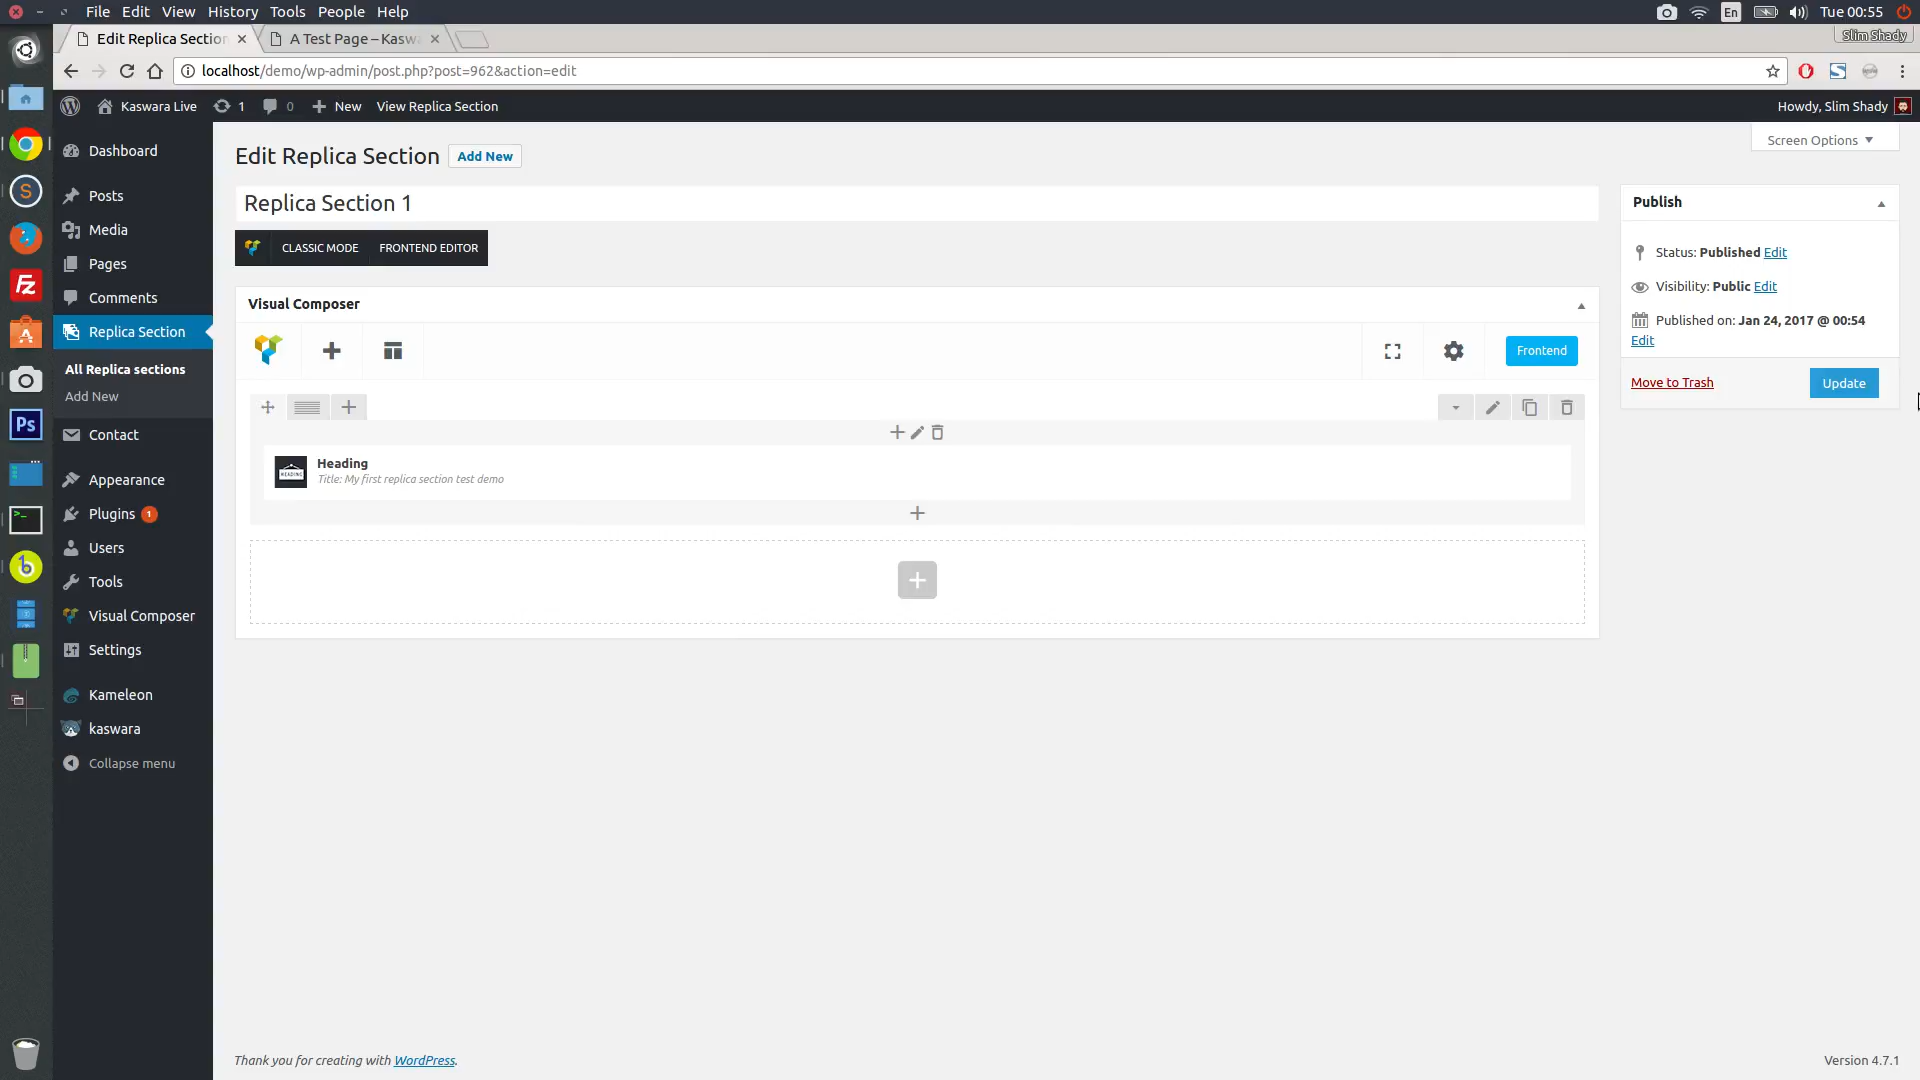 File Edit View History Tools People Help
En
Tue 00:55
Edit Replica Section
A Test Page – Kasw
Slim Shady
localhost/demo/wp-admin/post.php?post=962&action=edit
Kaswara Live 1 0 New View Replica Section
Howdy, Slim Shady
Screen Options
Dashboard
Posts
Media
Pages
Comments
Replica Section
All Replica sections
Add New
Contact
Appearance
Plugins 1
Users
Tools
Visual Composer
Settings
Kameleon
kaswara
Collapse menu
Edit Replica Section
Add New
Replica Section 1
CLASSIC MODE
FRONTEND EDITOR
Visual Composer
Frontend
HEADING
Heading
Title: My first replica section test demo
Publish
Status: Published Edit
Visibility: Public Edit
Published on: Jan 24, 2017 @ 00:54
Edit
Move to Trash
Update
Thank you for creating with WordPress.
Version 4.7.1
S
Fz
A
Ps
>_
b